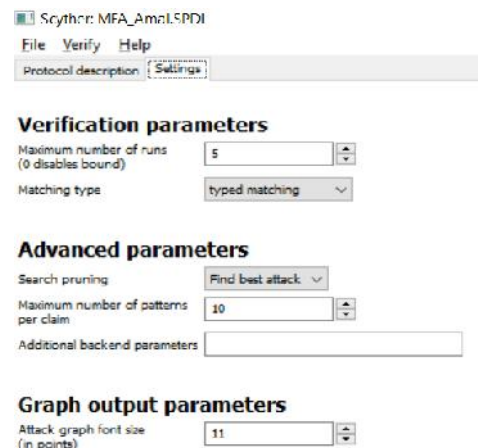 Scyther: MFA_Amal.SPDL
File Verify Help
Protocol description Settings
Verification parameters
Maximum number of runs
(0 disables bound)
5
Matching type
typed matching
Advanced parameters
Search pruning
Find best attack
Maximum number of patterns
per claim
10
Additional backend parameters
Graph output parameters
Attack graph font size
(in points)
11